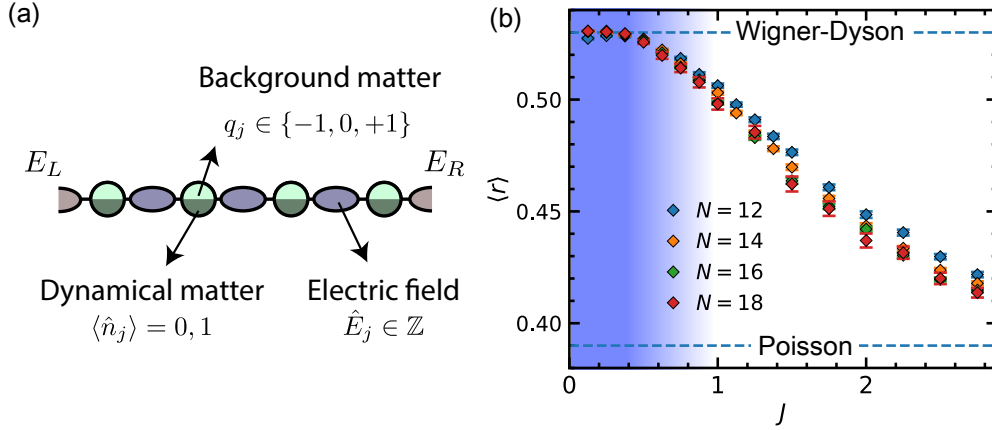 (a)
Background matter
q_j ∈ {−1, 0, +1}
E_L
E_R
Dynamical matter
⟨n̂_j⟩ = 0, 1
Electric field
Ê_j ∈ ℤ
(b)
Wigner-Dyson
0.50
0.45
0.40
⟨r⟩
N = 12
N = 14
N = 16
N = 18
Poisson
0 1 2
J